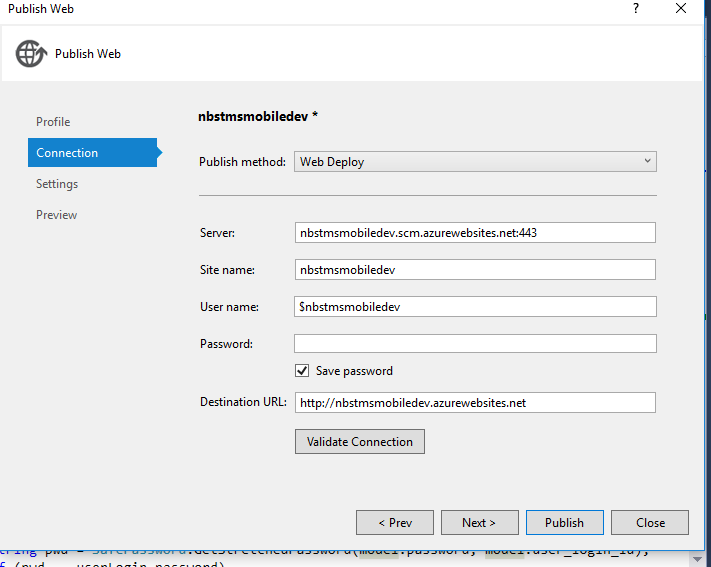 Publish Web
? ✕
Publish Web
Profile
Connection
Settings
Preview
nbstmsmobiledev *
Publish method: Web Deploy
Server: nbstmsmobiledev.scm.azurewebsites.net:443
Site name: nbstmsmobiledev
User name: $nbstmsmobiledev
Password:
Save password
Destination URL: http://nbstmsmobiledev.azurewebsites.net
Validate Connection
< Prev Next > Publish Close